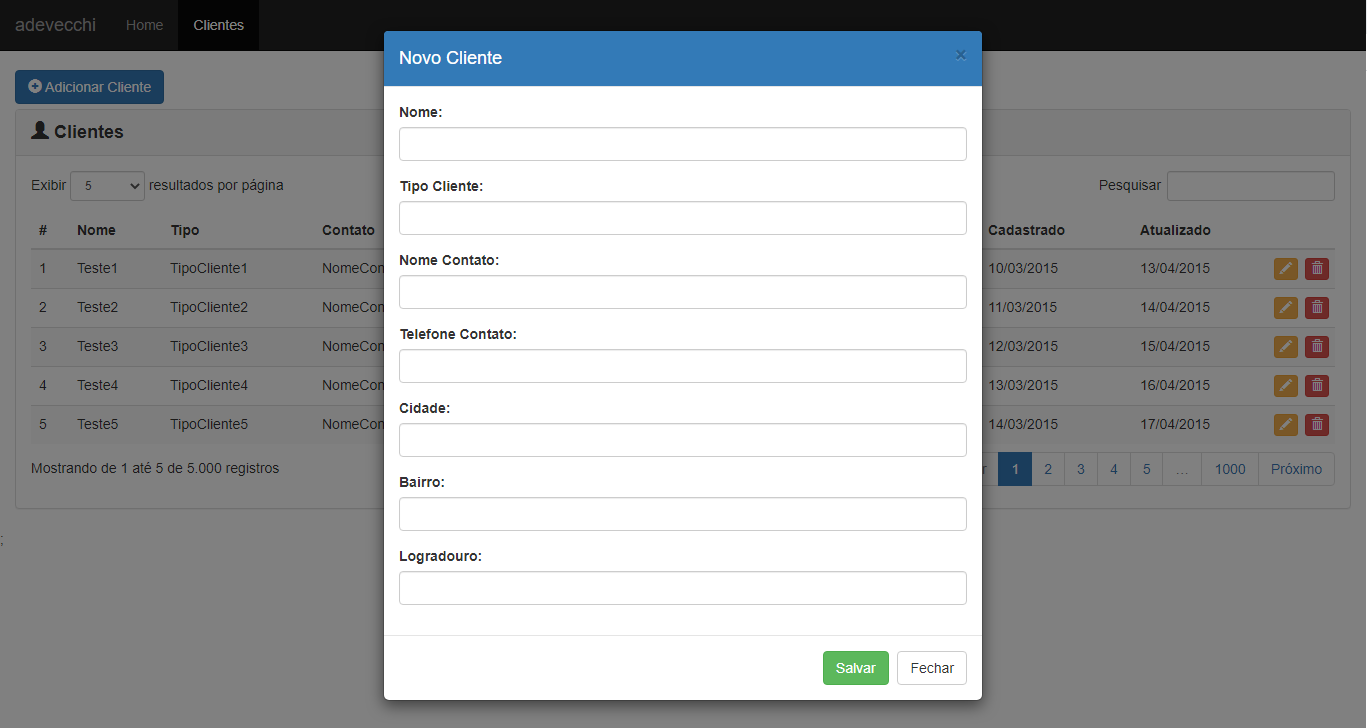 adevecchi Home Clientes
Adicionar Cliente
Clientes
Exibir 5 resultados por página
Pesquisar
# Nome Tipo Contato Cadastrado Atualizado
1 Teste1 TipoCliente1 NomeCon 10/03/2015 13/04/2015
2 Teste2 TipoCliente2 NomeCon 11/03/2015 14/04/2015
3 Teste3 TipoCliente3 NomeCon 12/03/2015 15/04/2015
4 Teste4 TipoCliente4 NomeCon 13/03/2015 16/04/2015
5 Teste5 TipoCliente5 NomeCon 14/03/2015 17/04/2015
Mostrando de 1 até 5 de 5.000 registros
r 1 2 3 4 5 … 1000 Próximo
;
Novo Cliente ×
Nome:
Tipo Cliente:
Nome Contato:
Telefone Contato:
Cidade:
Bairro:
Logradouro:
Salvar Fechar